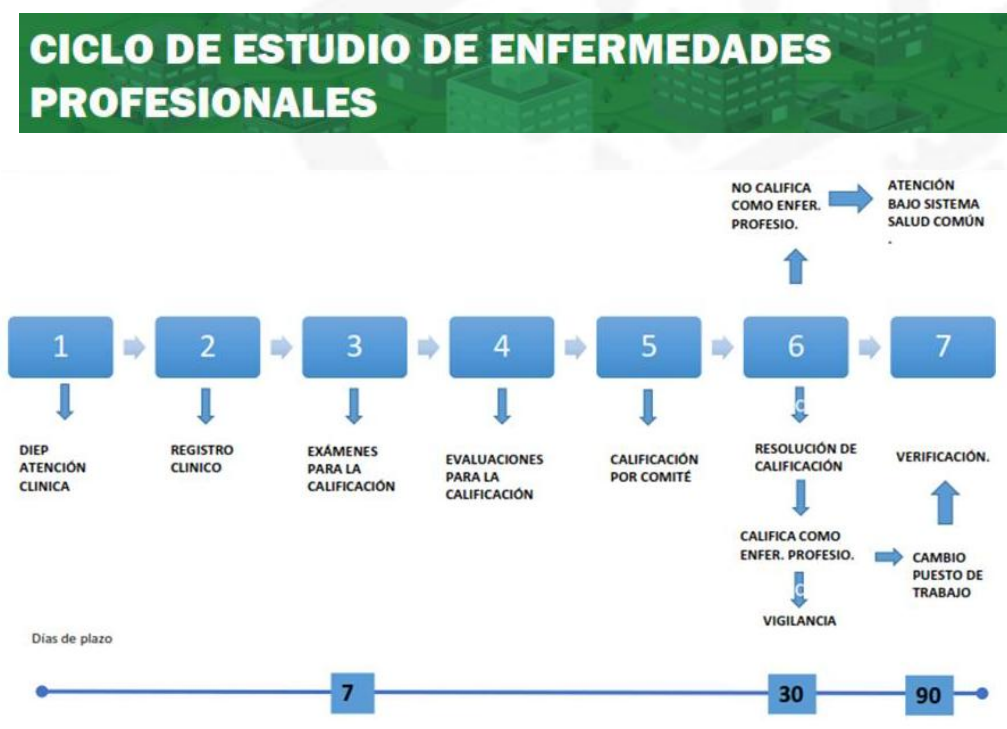 CICLO DE ESTUDIO DE ENFERMEDADES
PROFESIONALES
NO CALIFICA
COMO ENFER.
PROFESIO.
ATENCIÓN
BAJO SISTEMA
SALUD COMÚN
.
1
2
3
4
5
6
7
DIEP
ATENCIÓN
CLINICA
REGISTRO
CLINICO
EXÁMENES
PARA LA
CALIFICACIÓN
EVALUACIONES
PARA LA
CALIFICACIÓN
CALIFICACIÓN
POR COMITÉ
C
RESOLUCIÓN DE
CALIFICACIÓN
VERIFICACIÓN.
CALIFICA COMO
ENFER. PROFESIO.
CAMBIO
PUESTO DE
TRABAJO
C
VIGILANCIA
Días de plazo
7
30
90